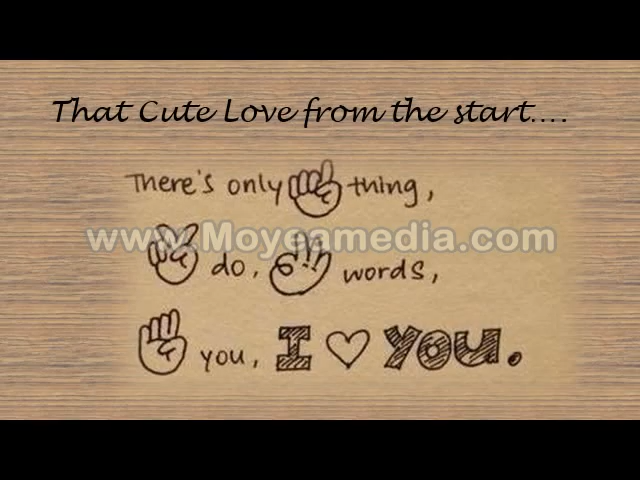 That Cute Love from the start....
There's only thing,
www.Moyeamedia.com
do, words,
you, I ♡ YOU.